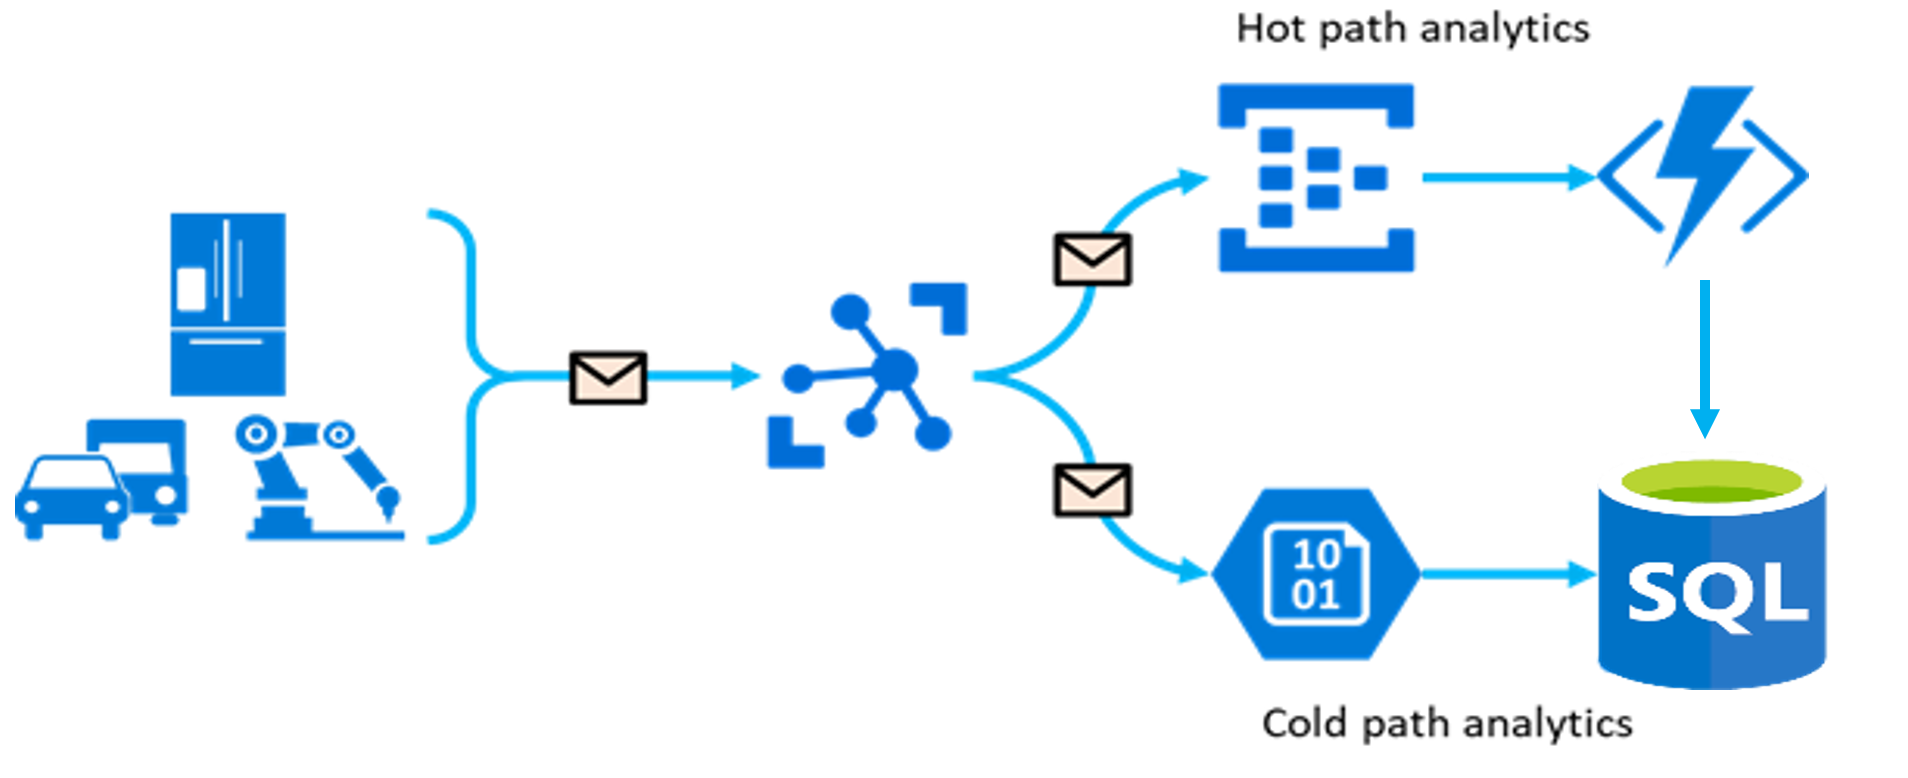 Hot path analytics
10
01
SQL
Cold path analytics